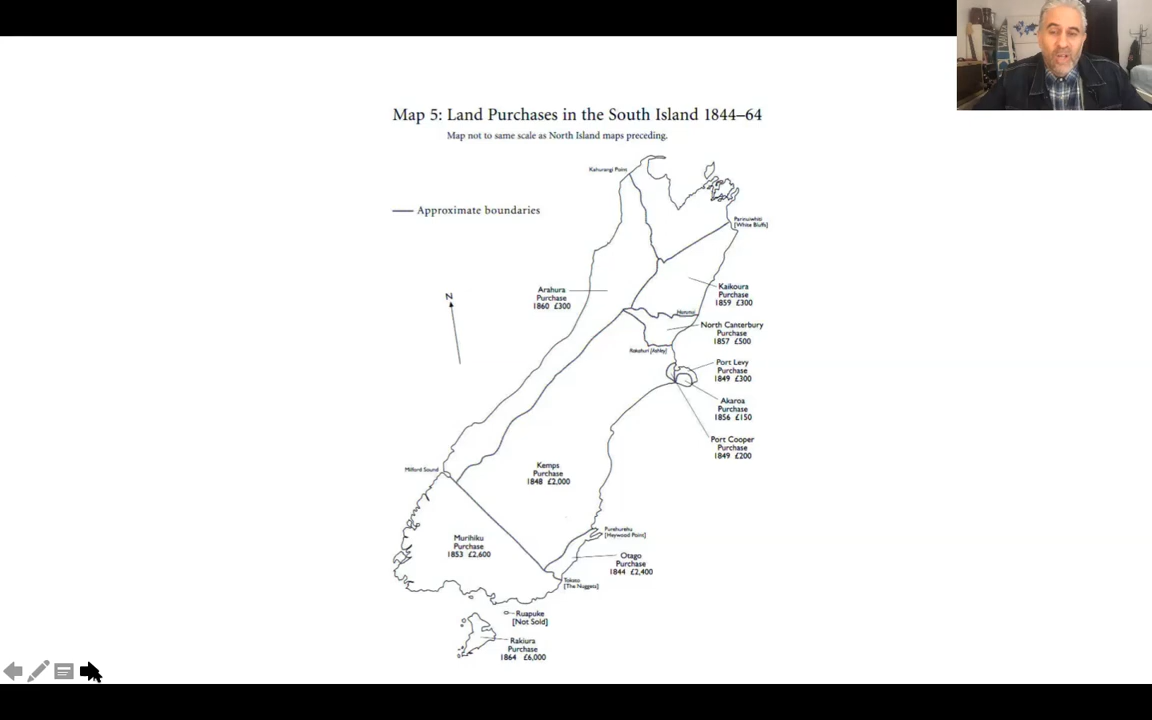 Map 5: Land Purchases in the South Island 1844–64
Map not to same scale as North Island maps preceding.
Kahurangi Point
Approximate boundaries
Parinuiwhiti
[White Bluffs]
N
Arahura
Purchase
1860 £300
Kaikoura
Purchase
1859 £300
Hurunui
North Canterbury
Purchase
1857 £500
Rakahuri [Ashley]
Port Levy
Purchase
1849 £300
Akaroa
Purchase
1856 £150
Port Cooper
Purchase
1849 £200
Milford Sound
Kemps
Purchase
1848 £2,000
[Heywood Point]
Murihiku
Purchase
1853 £2,600
Otago
Purchase
1844 £2,400
Tokata
[The Nuggets]
Ruapuke
[Not Sold]
Rakiura
Purchase
1864 £6,000